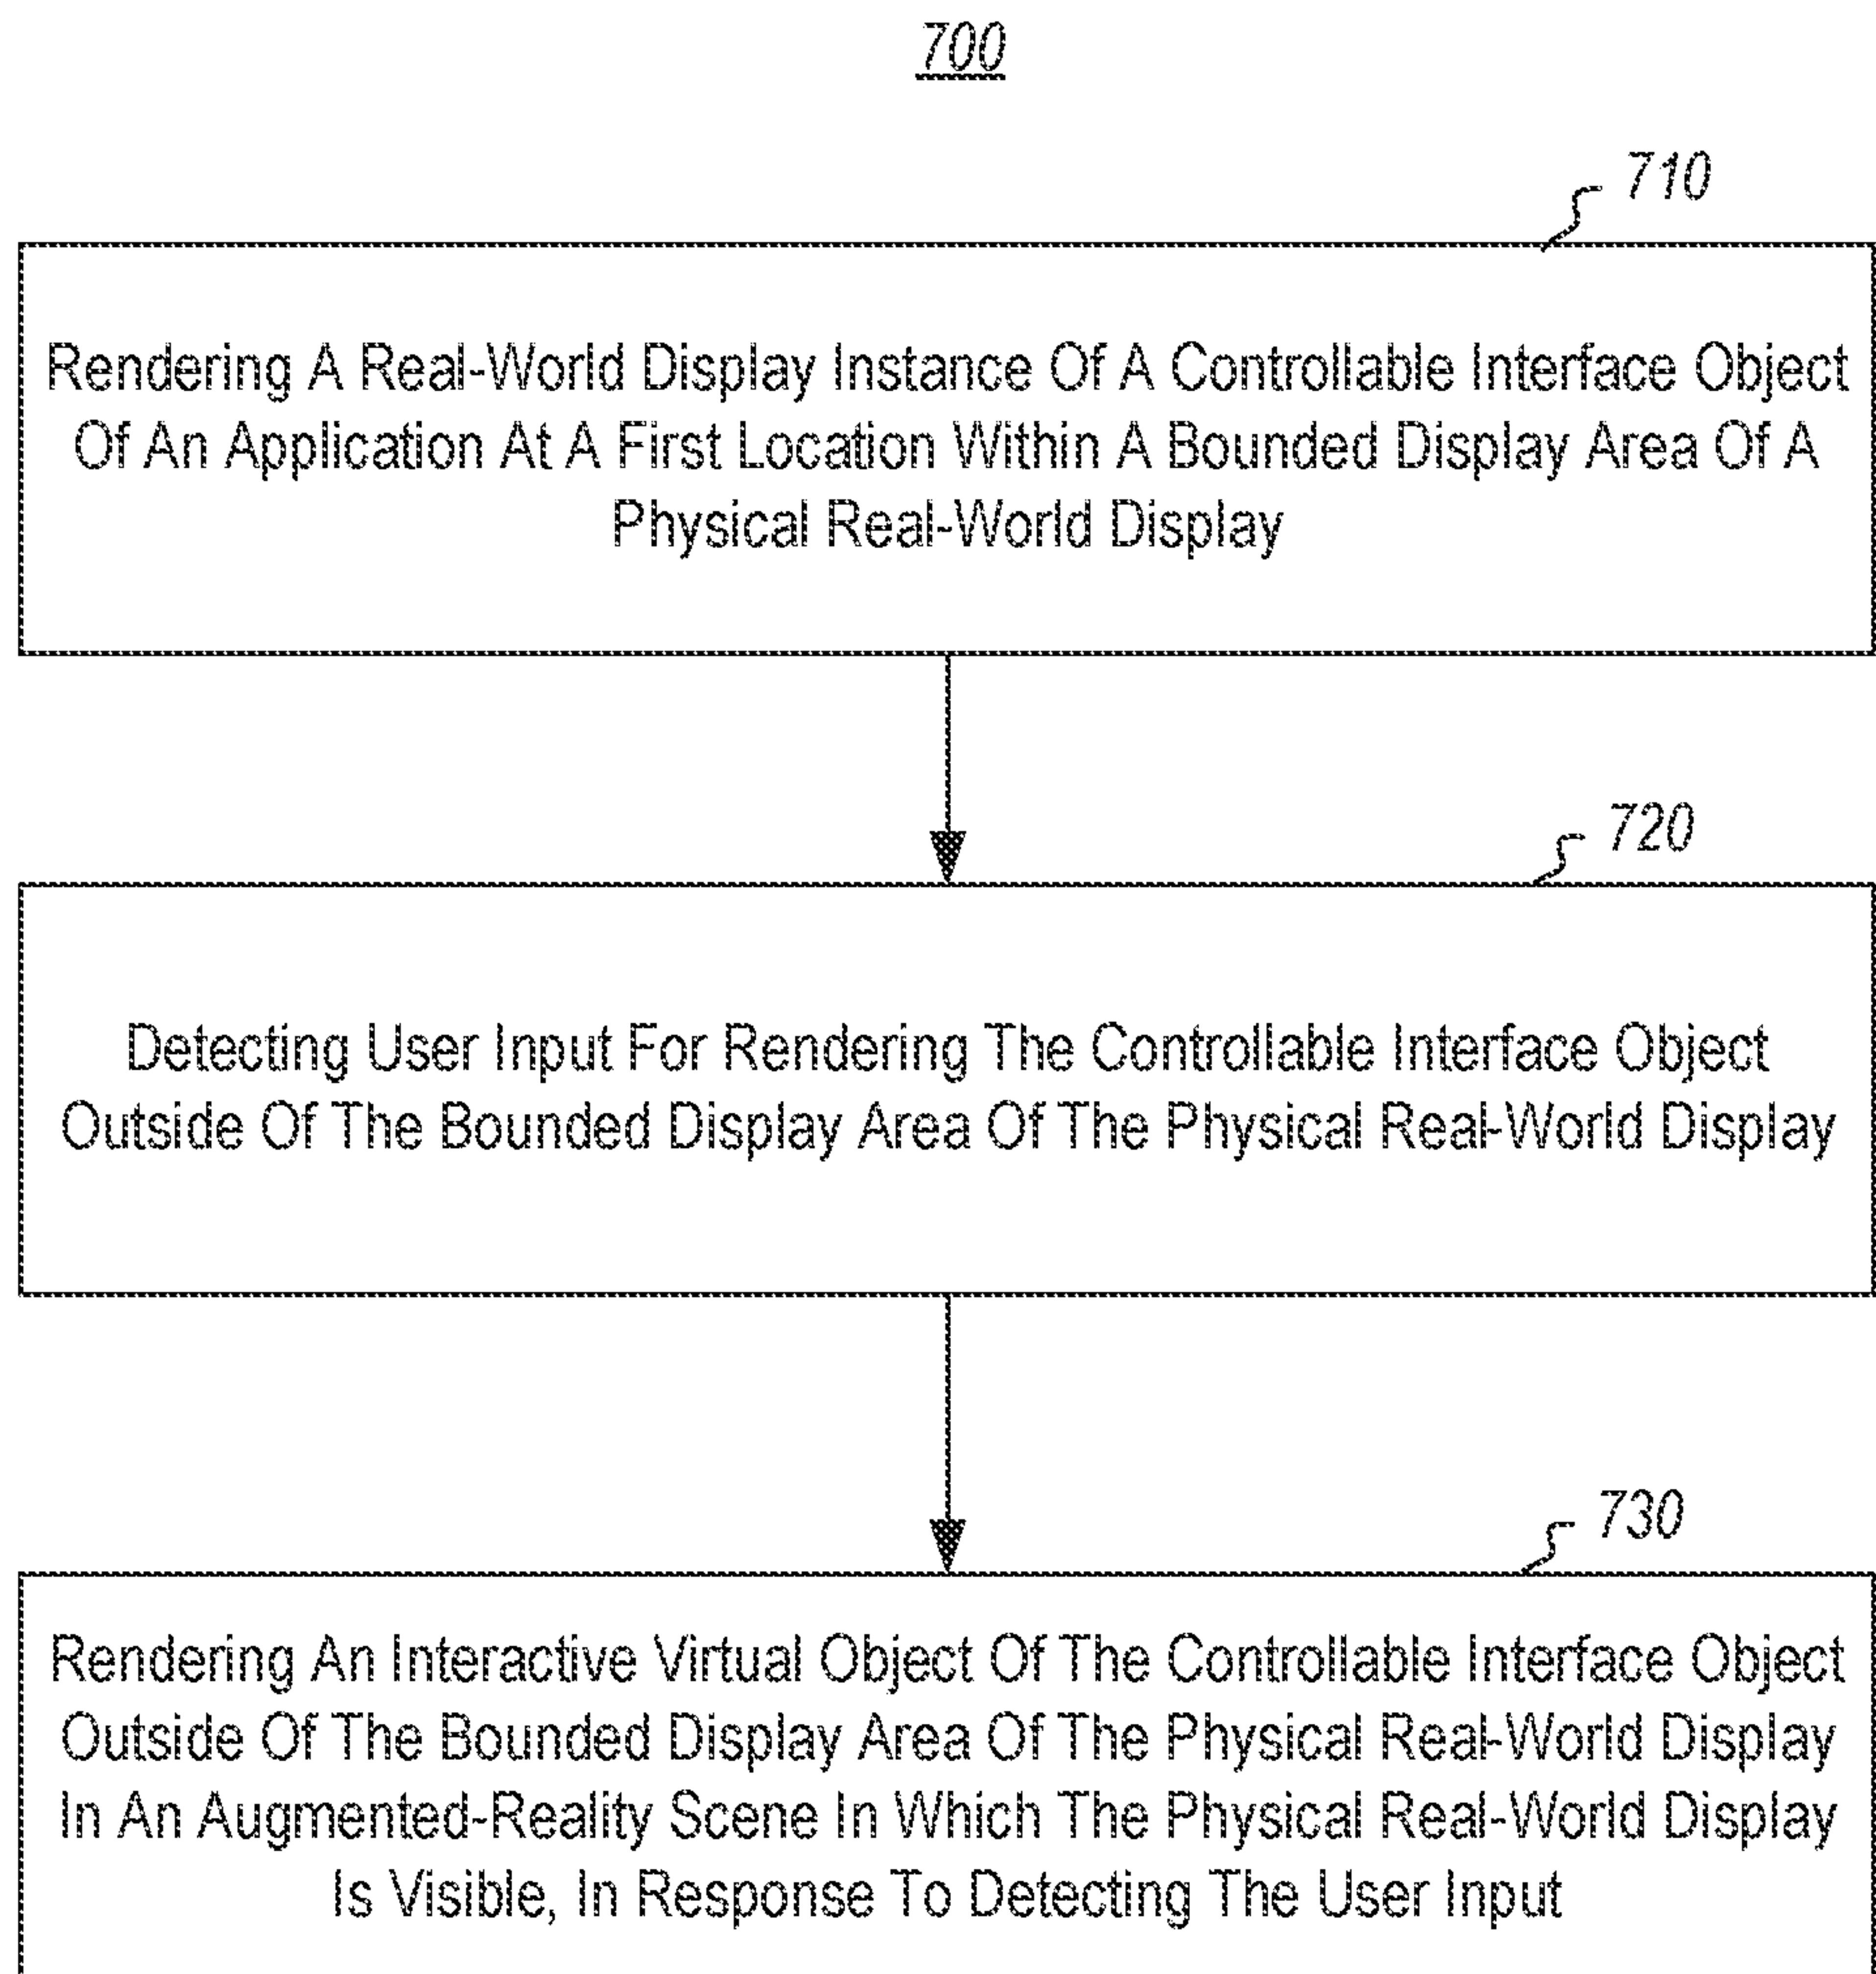 700
710
Rendering A Real-World Display Instance Of A Controllable Interface Object
Of An Application At A First Location Within A Bounded Display Area Of A
Physical Real-World Display
720
Detecting User Input For Rendering The Controllable Interface Object
Outside Of The Bounded Display Area Of The Physical Real-World Display
730
Rendering An Interactive Virtual Object Of The Controllable Interface Object
Outside Of The Bounded Display Area Of The Physical Real-World Display
In An Augmented-Reality Scene In Which The Physical Real-World Display
Is Visible, In Response To Detecting The User Input